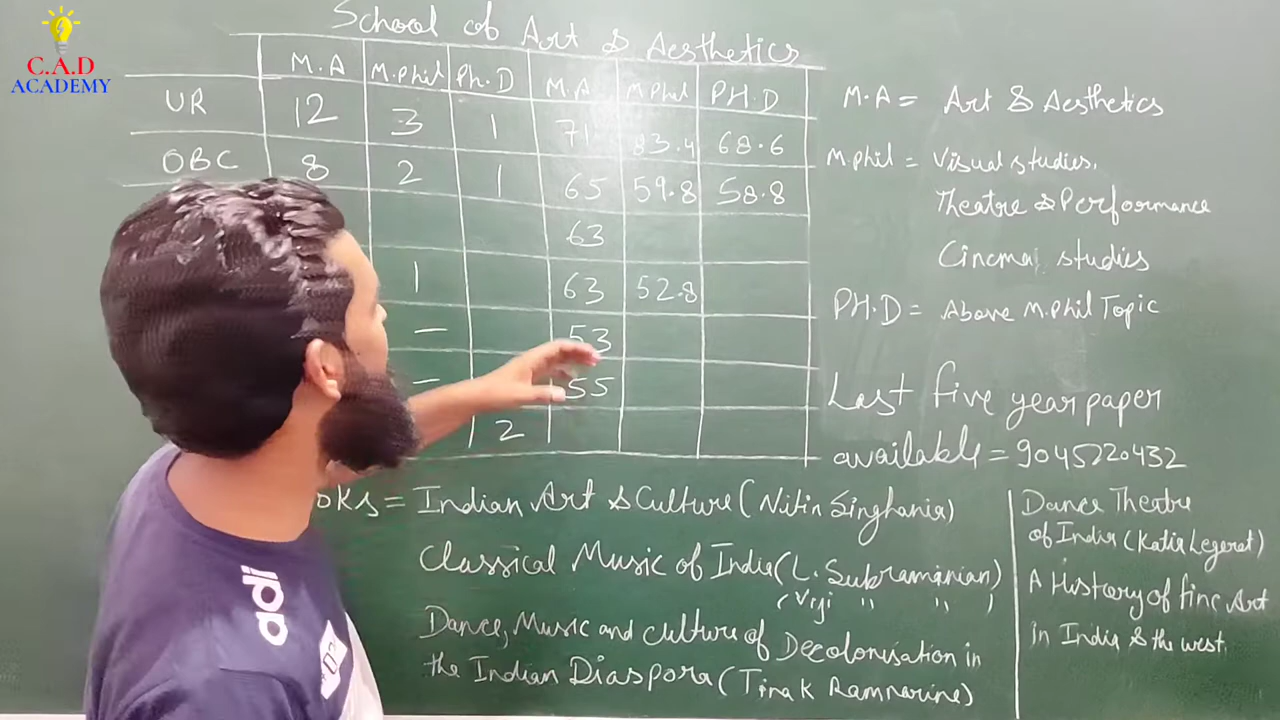 C.A.D
ACADEMY
School of Art & Aesthetics
M.A M.Phil Ph.D M.A M.Phil PH.D
UR 12 3 1 71 83.4 68.6
OBC 8 2 1 65 59.8 58.8
63
1 63 52.8
– 53
– 55
2
M.A = Art & Aesthetics
M.phil = Visual studies.
Theatre & Performance
Cinema studies
PH.D = Above M.phil Topic
Last five year paper
available = 9045220432
oks = Indian Art & Culture (Nitin Singhania)
Classical Music of India (L. Subramanian)
(Viji " " )
Dance, Music and culture of Decolonisation in
the Indian Diaspora (Tina K Ramnarine)
Dance Theatre
of India (Katia Legeret)
A History of fine Art
in India & the west.
adi